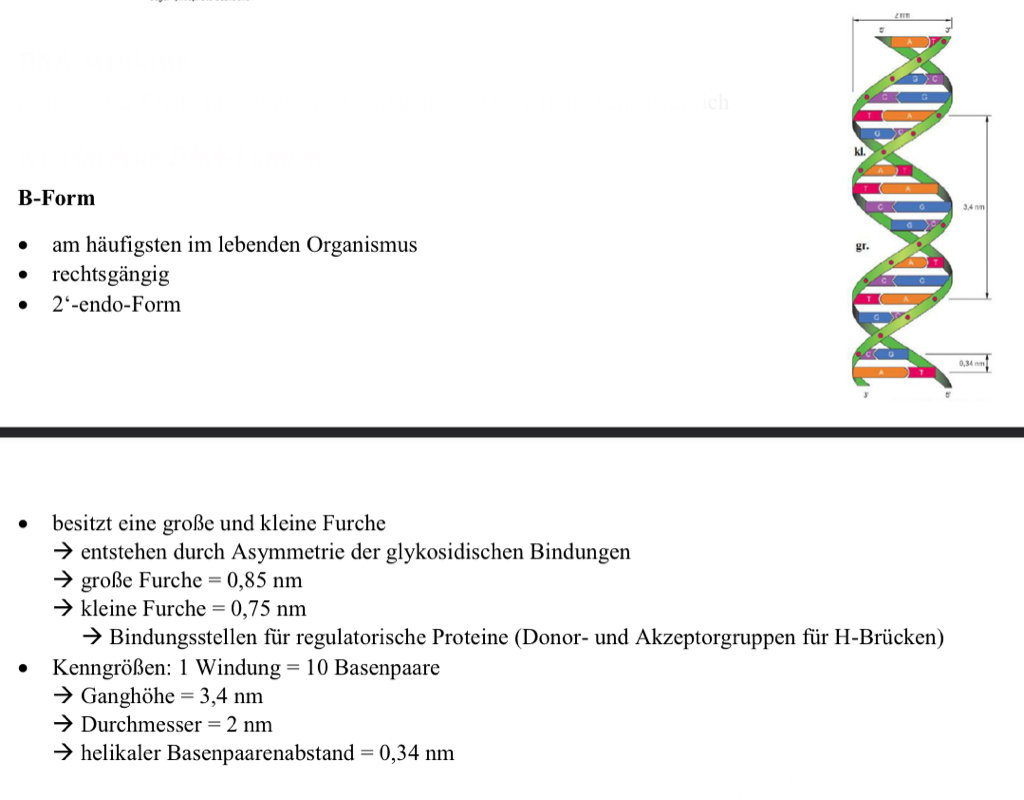 2 nm
5' 3'
A T
G C
C G
T A
G C
kl.
A T
T A
C G
3,4 nm
G C
gr.
A T
C G
T A
G C
C G
0,34 nm
A T
3' 5'
B-Form
• am häufigsten im lebenden Organismus
• rechtsgängig
• 2‘-endo-Form
• besitzt eine große und kleine Furche
→ entstehen durch Asymmetrie der glykosidischen Bindungen
→ große Furche = 0,85 nm
→ kleine Furche = 0,75 nm
→ Bindungsstellen für regulatorische Proteine (Donor- und Akzeptorgruppen für H-Brücken)
• Kenngrößen: 1 Windung = 10 Basenpaare
→ Ganghöhe = 3,4 nm
→ Durchmesser = 2 nm
→ helikaler Basenpaarenabstand = 0,34 nm